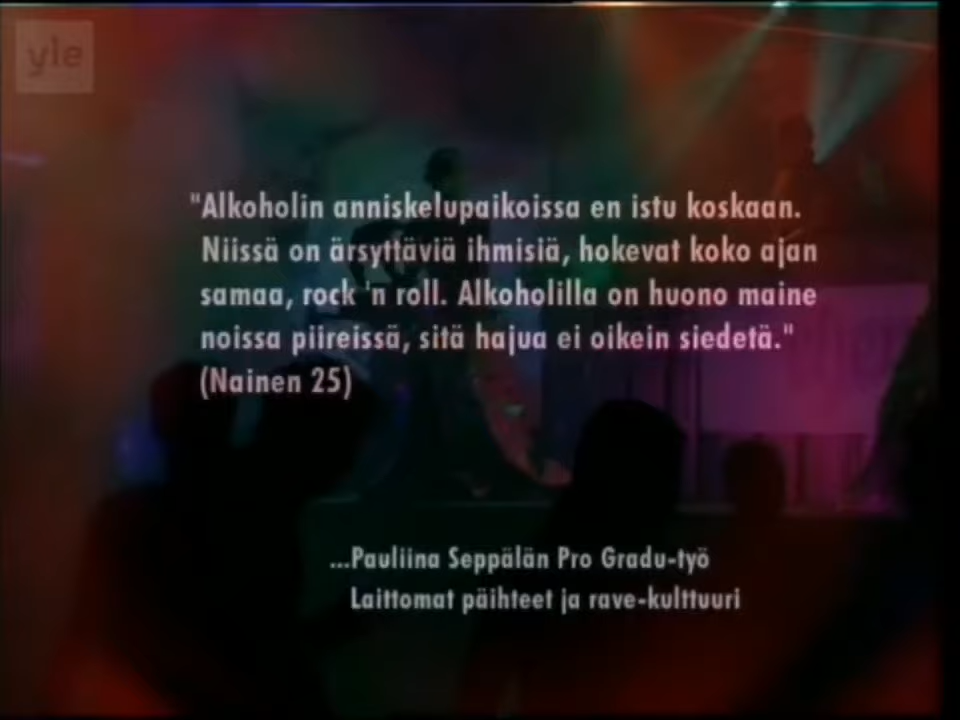 yle
"Alkoholin anniskelupaikoissa en istu koskaan.
Niissä on ärsyttäviä ihmisiä, hokevat koko ajan
samaa, rock 'n roll. Alkoholilla on huono maine
noissa piireissä, sitä hajua ei oikein siedetä."
(Nainen 25)
...Pauliina Seppälän Pro Gradu-työ
Laittomat päihteet ja rave-kulttuuri